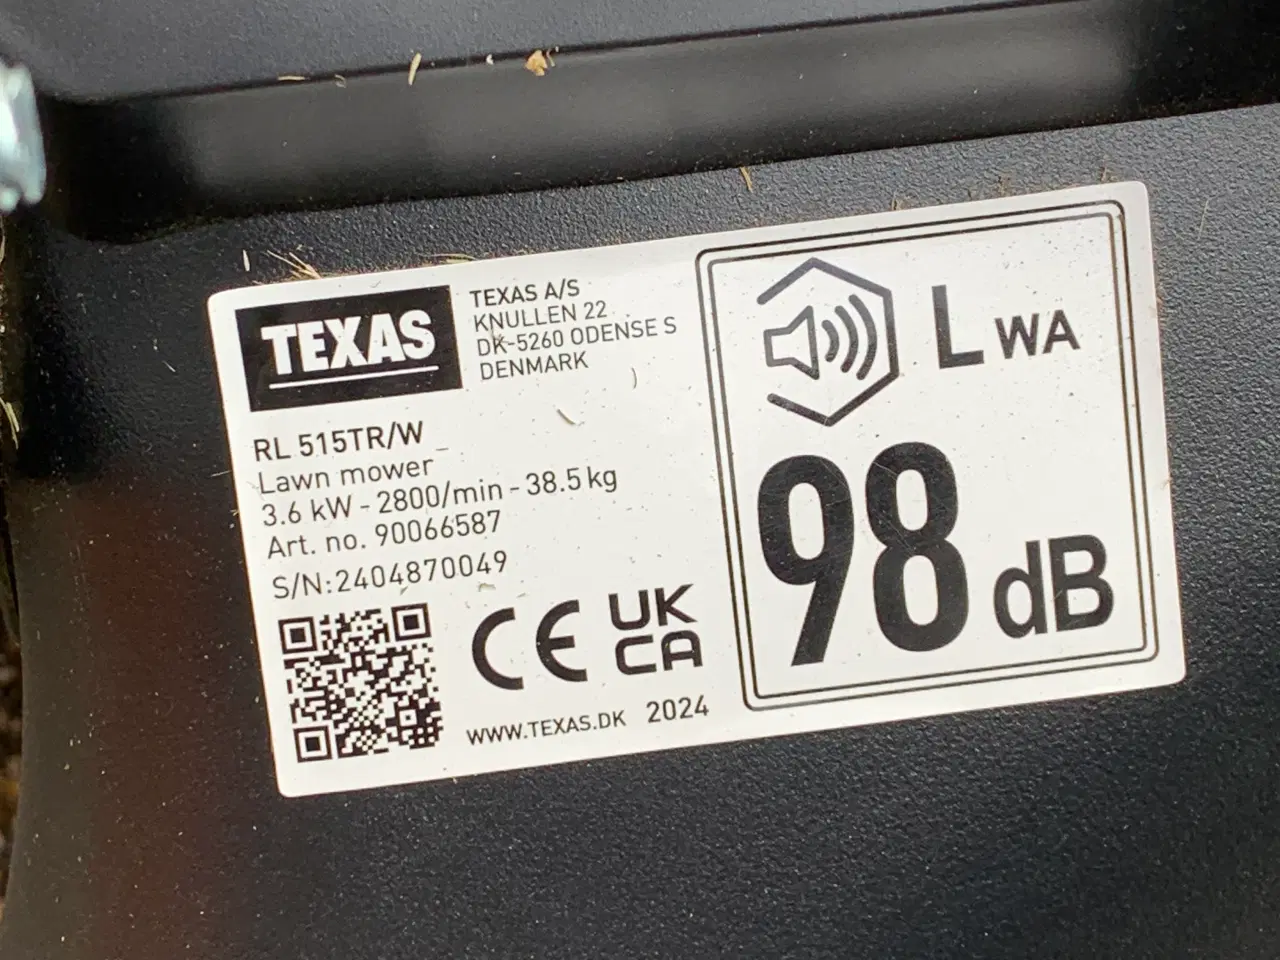 TEXAS
TEXAS A/S
KNULLEN 22
DK-5260 ODENSE S
DENMARK
RL 515TR/W
Lawn mower
3.6 kW - 2800/min - 38.5 kg
Art. no. 90066587
S/N:2404870049
CE
UK
CA
WWW.TEXAS.DK 2024
LWA
98 dB